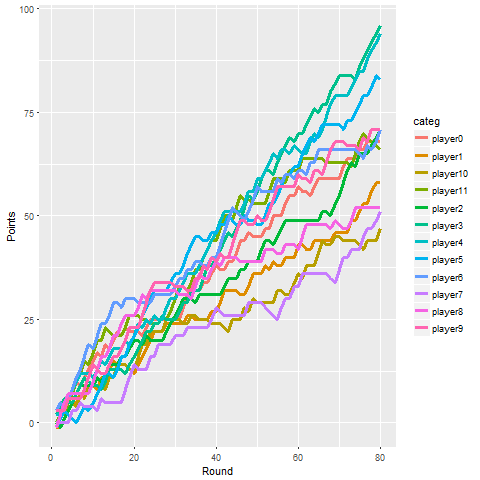 100
75
50
25
0
Points
0
20
40
60
80
Round
categ
player0
player1
player10
player11
player2
player3
player4
player5
player6
player7
player8
player9